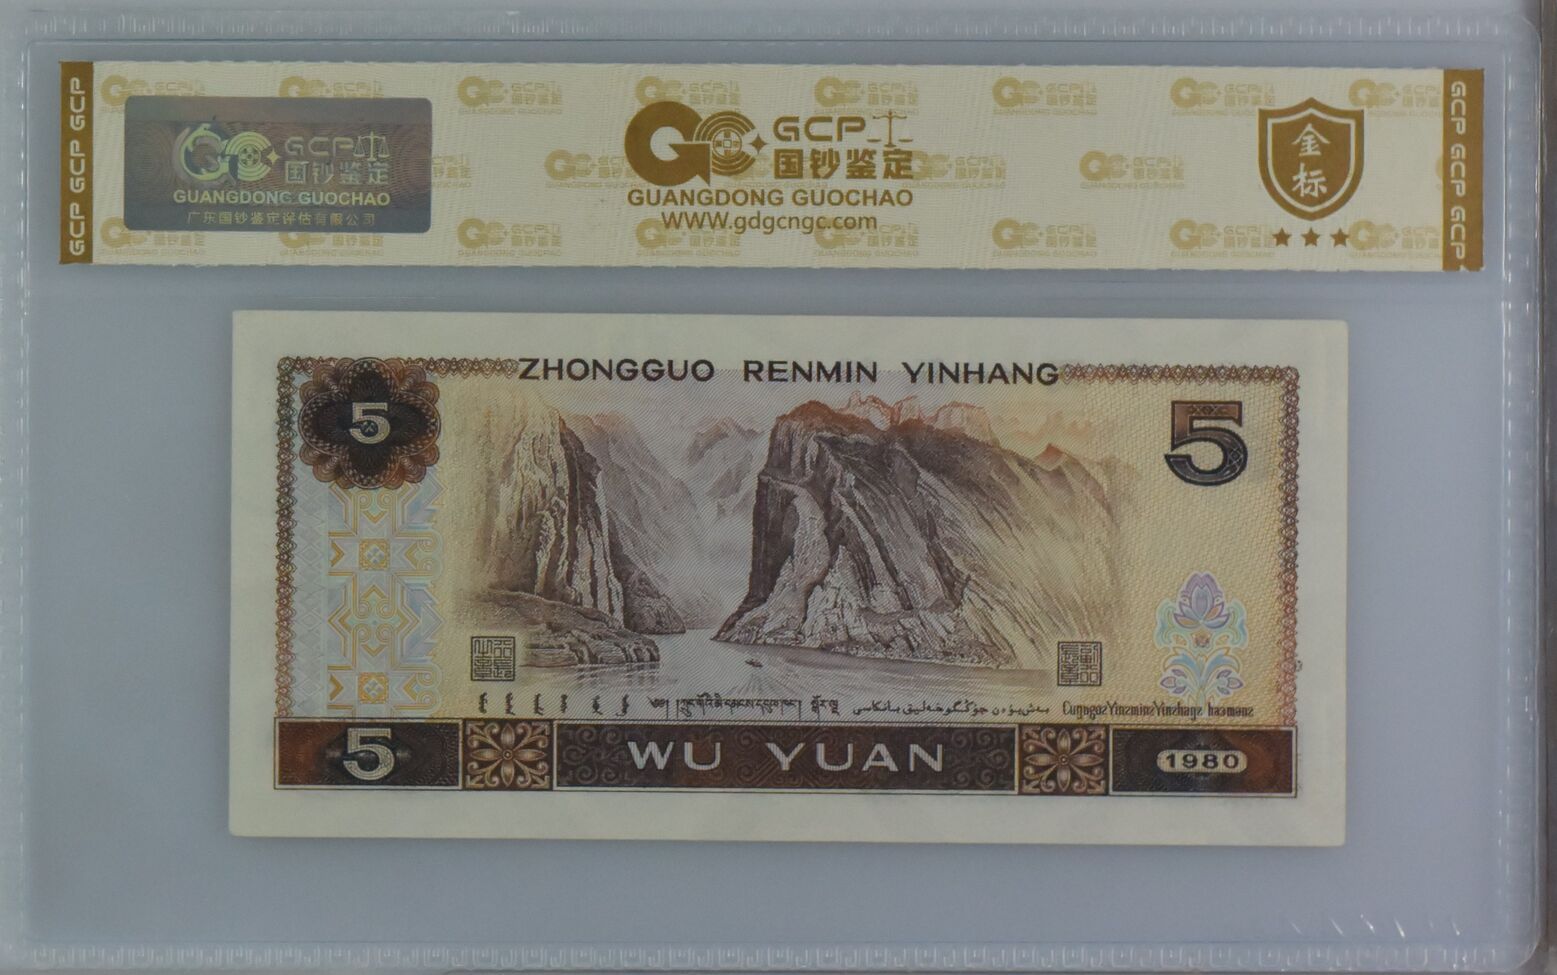 GCP GCP GCP
GCP 国钞鉴定
GUANGDONG GUOCHAO
广东国钞鉴定评估有限公司
GCP
国钞鉴定
GUANGDONG GUOCHAO
WWW.gdgcngc.com
金标
GCP GCP GCP GCP
ZHONGGUO RENMIN YINHANG
5
5
5
WU YUAN
1980